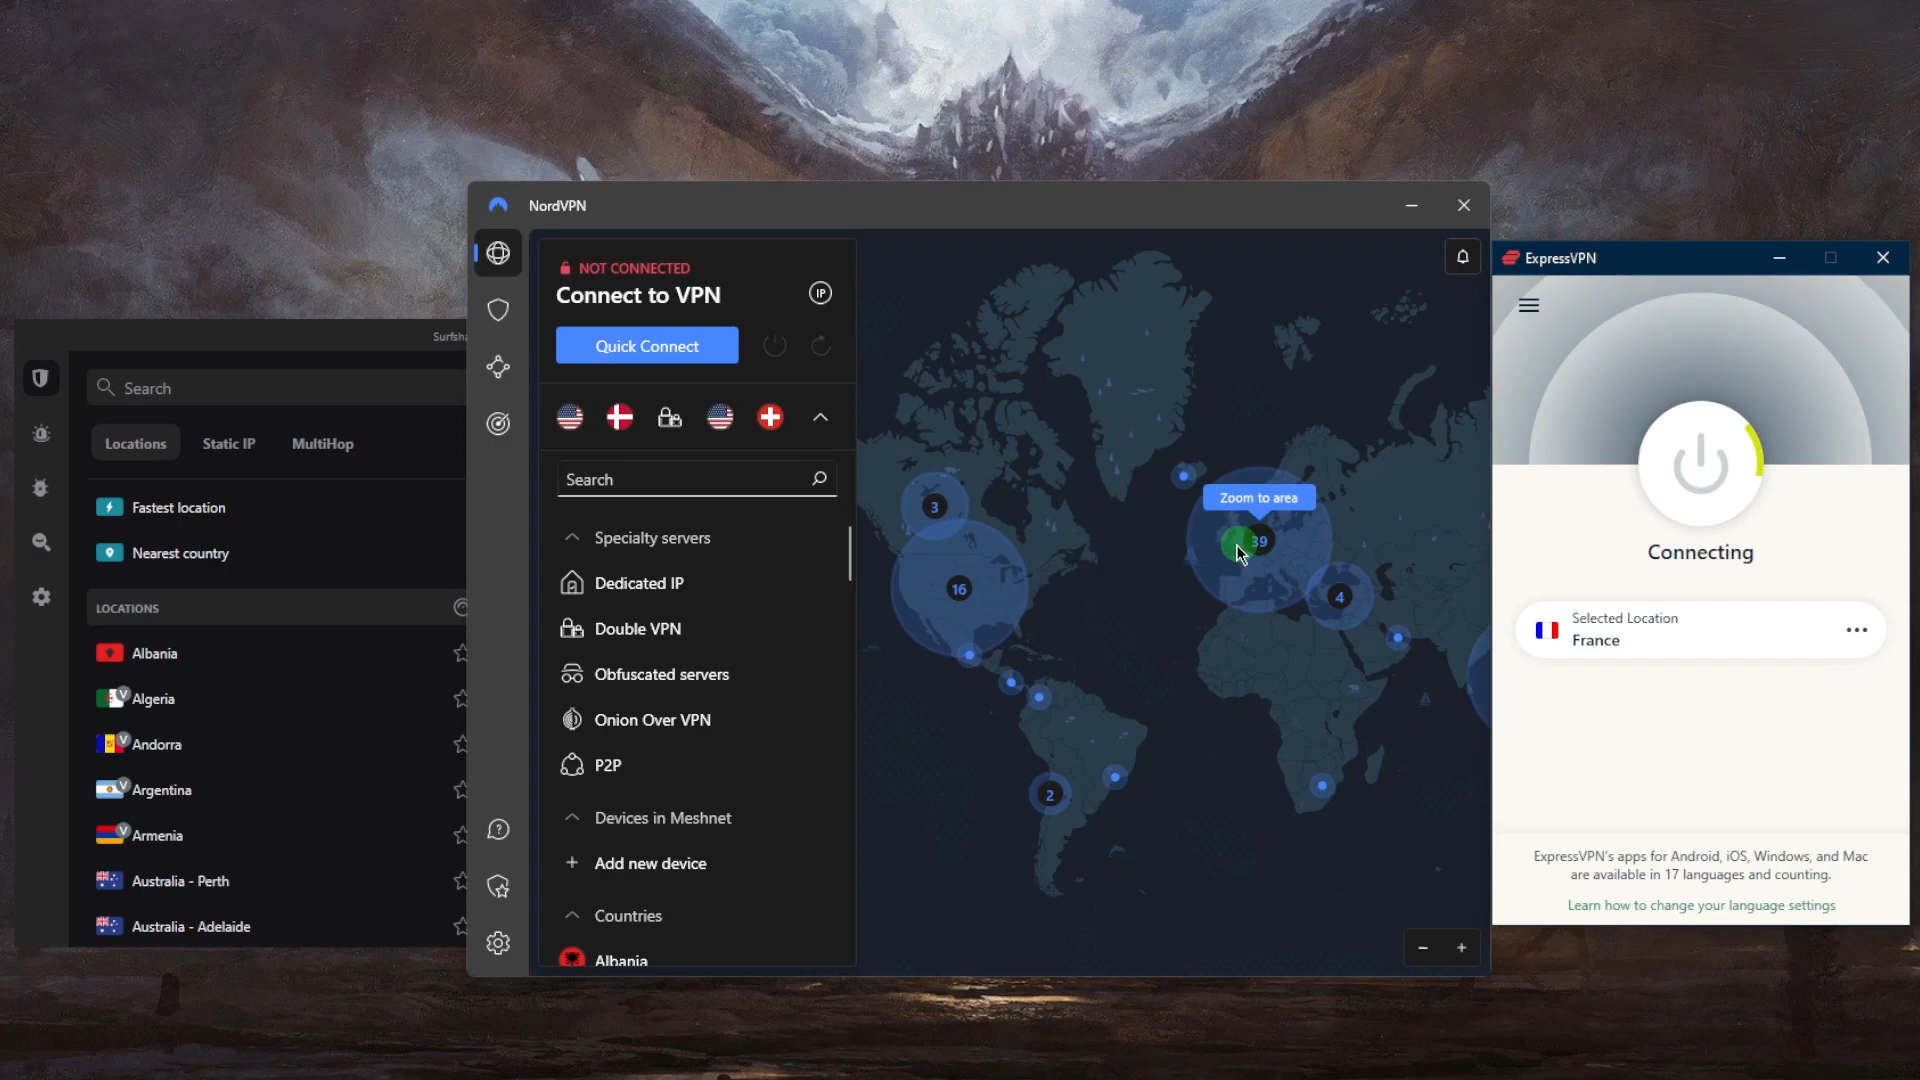 Surfsha
Search
Locations
Static IP
MultiHop
Fastest location
Nearest country
LOCATIONS
Albania
V
Algeria
V
Andorra
V
Argentina
V
Armenia
Australia - Perth
Australia - Adelaide
NordVPN
NOT CONNECTED
Connect to VPN
IP
Quick Connect
Search
Specialty servers
Dedicated IP
Double VPN
Obfuscated servers
Onion Over VPN
P2P
Devices in Meshnet
Add new device
Countries
Albania
3
16
2
Zoom to area
39
4
ExpressVPN
Connecting
Selected Location
France
ExpressVPN's apps for Android, iOS, Windows, and Mac
are available in 17 languages and counting.
Learn how to change your language settings